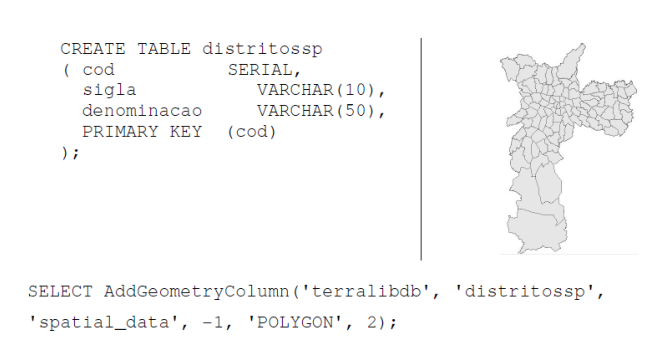 CREATE TABLE distritossp
( cod SERIAL,
sigla VARCHAR(10),
denominacao VARCHAR(50),
PRIMARY KEY (cod)
);
SELECT AddGeometryColumn('terralibdb', 'distritossp',
'spatial_data', -1, 'POLYGON', 2);